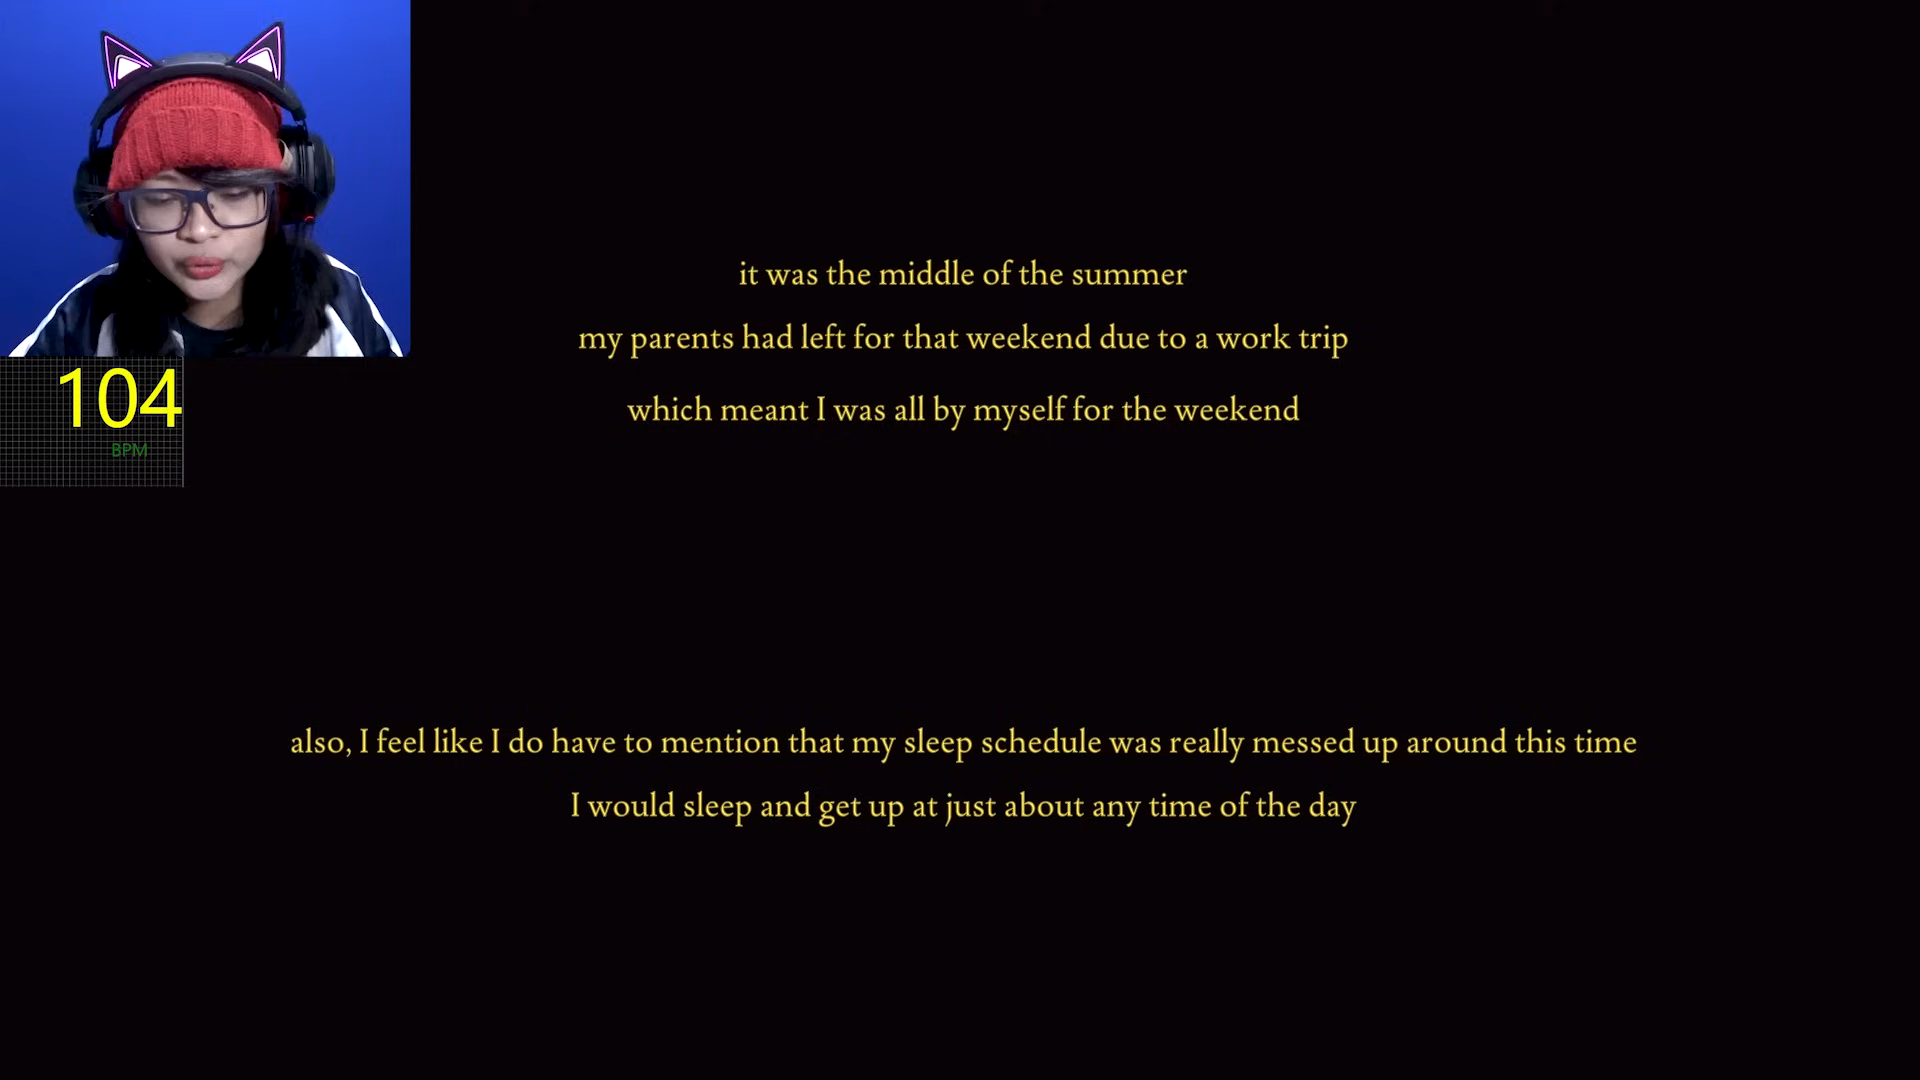 104
BPM
it was the middle of the summer
my parents had left for that weekend due to a work trip
which meant I was all by myself for the weekend
also, I feel like I do have to mention that my sleep schedule was really messed up around this time
I would sleep and get up at just about any time of the day